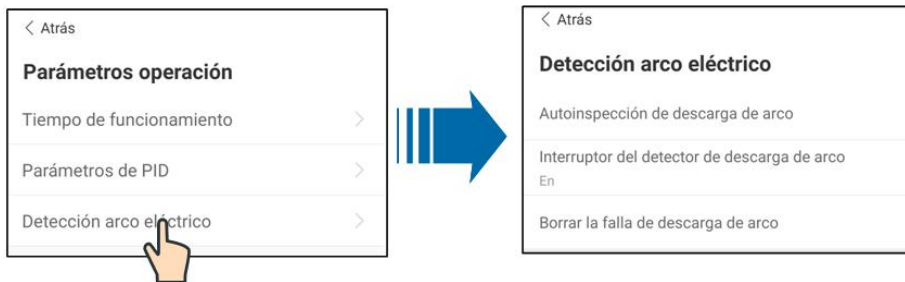 < Atrás
Parámetros operación
Tiempo de funcionamiento >
Parámetros de PID >
Detección arco eléctrico >
< Atrás
Detección arco eléctrico
Autoinspección de descarga de arco
Interruptor del detector de descarga de arco
En
Borrar la falla de descarga de arco